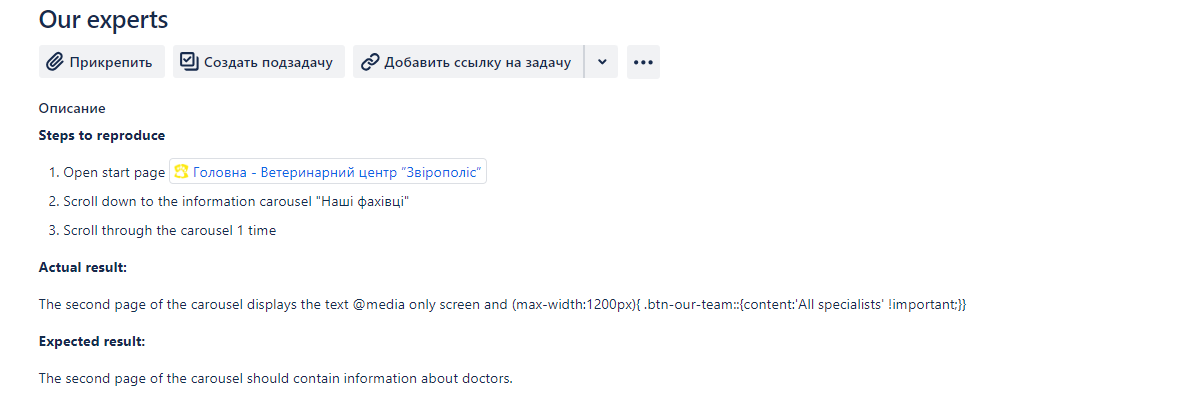 Our experts
Прикрепить Создать подзадачу Добавить ссылку на задачу
Описание
Steps to reproduce
1. Open start page Головна - Ветеринарний центр "Звірополіс"
2. Scroll down to the information carousel "Наші фахівці"
3. Scroll through the carousel 1 time
Actual result:
The second page of the carousel displays the text @media only screen and (max-width:1200px){ .btn-our-team::{content:'All specialists' !important;}}
Expected result:
The second page of the carousel should contain information about doctors.